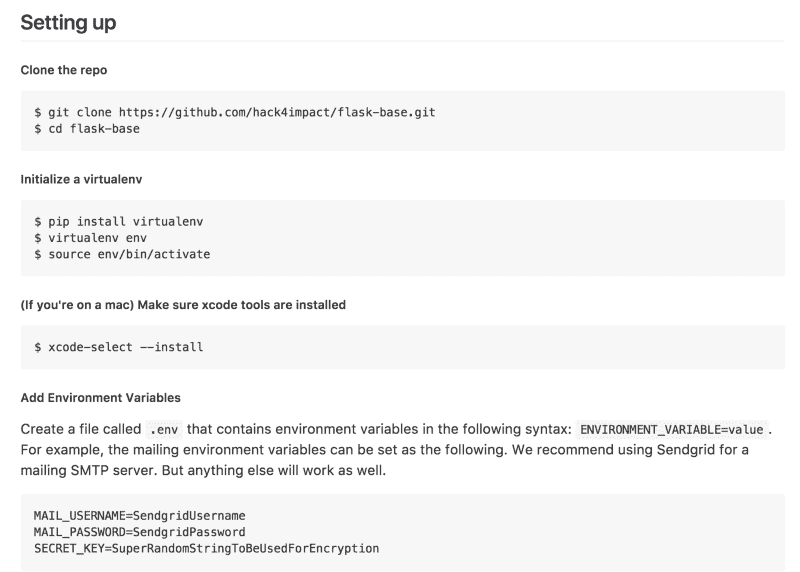 Setting up
Clone the repo
$ git clone https://github.com/hack4impact/flask-base.git
$ cd flask-base
Initialize a virtualenv
$ pip install virtualenv
$ virtualenv env
$ source env/bin/activate
(If you're on a mac) Make sure xcode tools are installed
$ xcode-select --install
Add Environment Variables
Create a file called .env that contains environment variables in the following syntax: ENVIRONMENT_VARIABLE=value .
For example, the mailing environment variables can be set as the following. We recommend using Sendgrid for a
mailing SMTP server. But anything else will work as well.
MAIL_USERNAME=SendgridUsername
MAIL_PASSWORD=SendgridPassword
SECRET_KEY=SuperRandomStringToBeUsedForEncryption